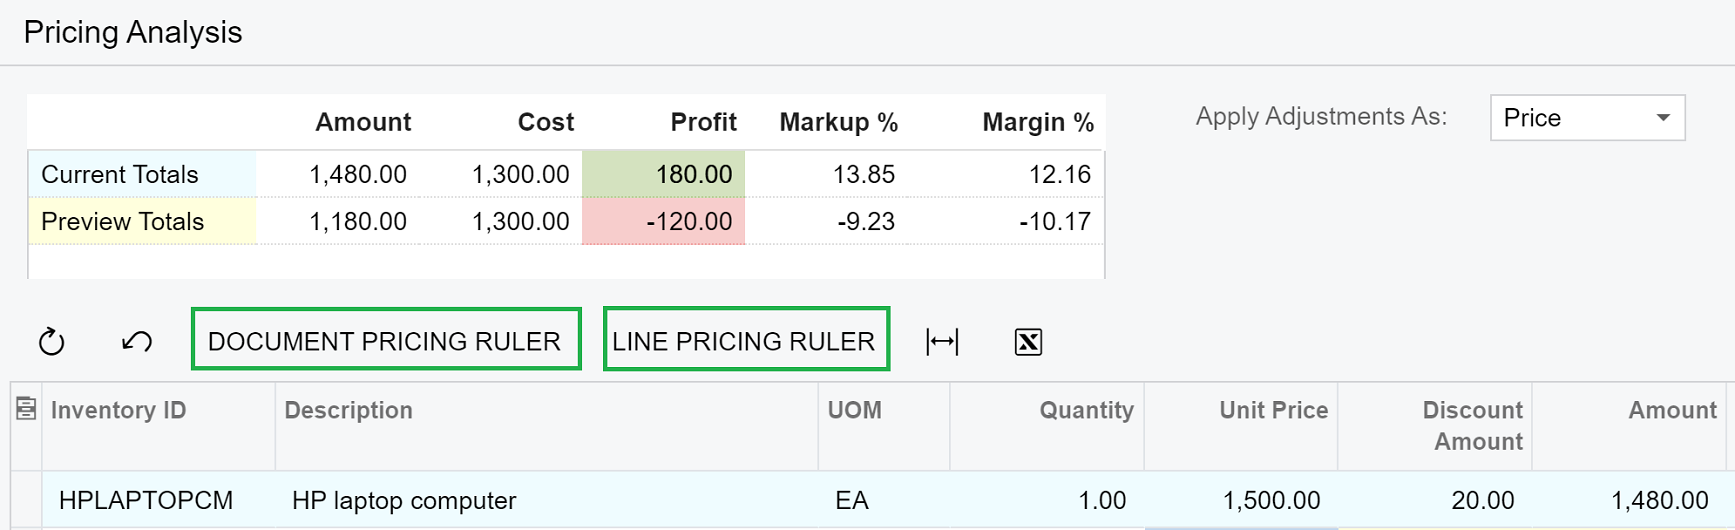 Pricing Analysis
Amount Cost Profit Markup % Margin %
Apply Adjustments As: Price
Current Totals 1,480.00 1,300.00 180.00 13.85 12.16
Preview Totals 1,180.00 1,300.00 -120.00 -9.23 -10.17
DOCUMENT PRICING RULER LINE PRICING RULER
Inventory ID Description UOM Quantity Unit Price Discount Amount Amount
HPLAPTOPCM HP laptop computer EA 1.00 1,500.00 20.00 1,480.00